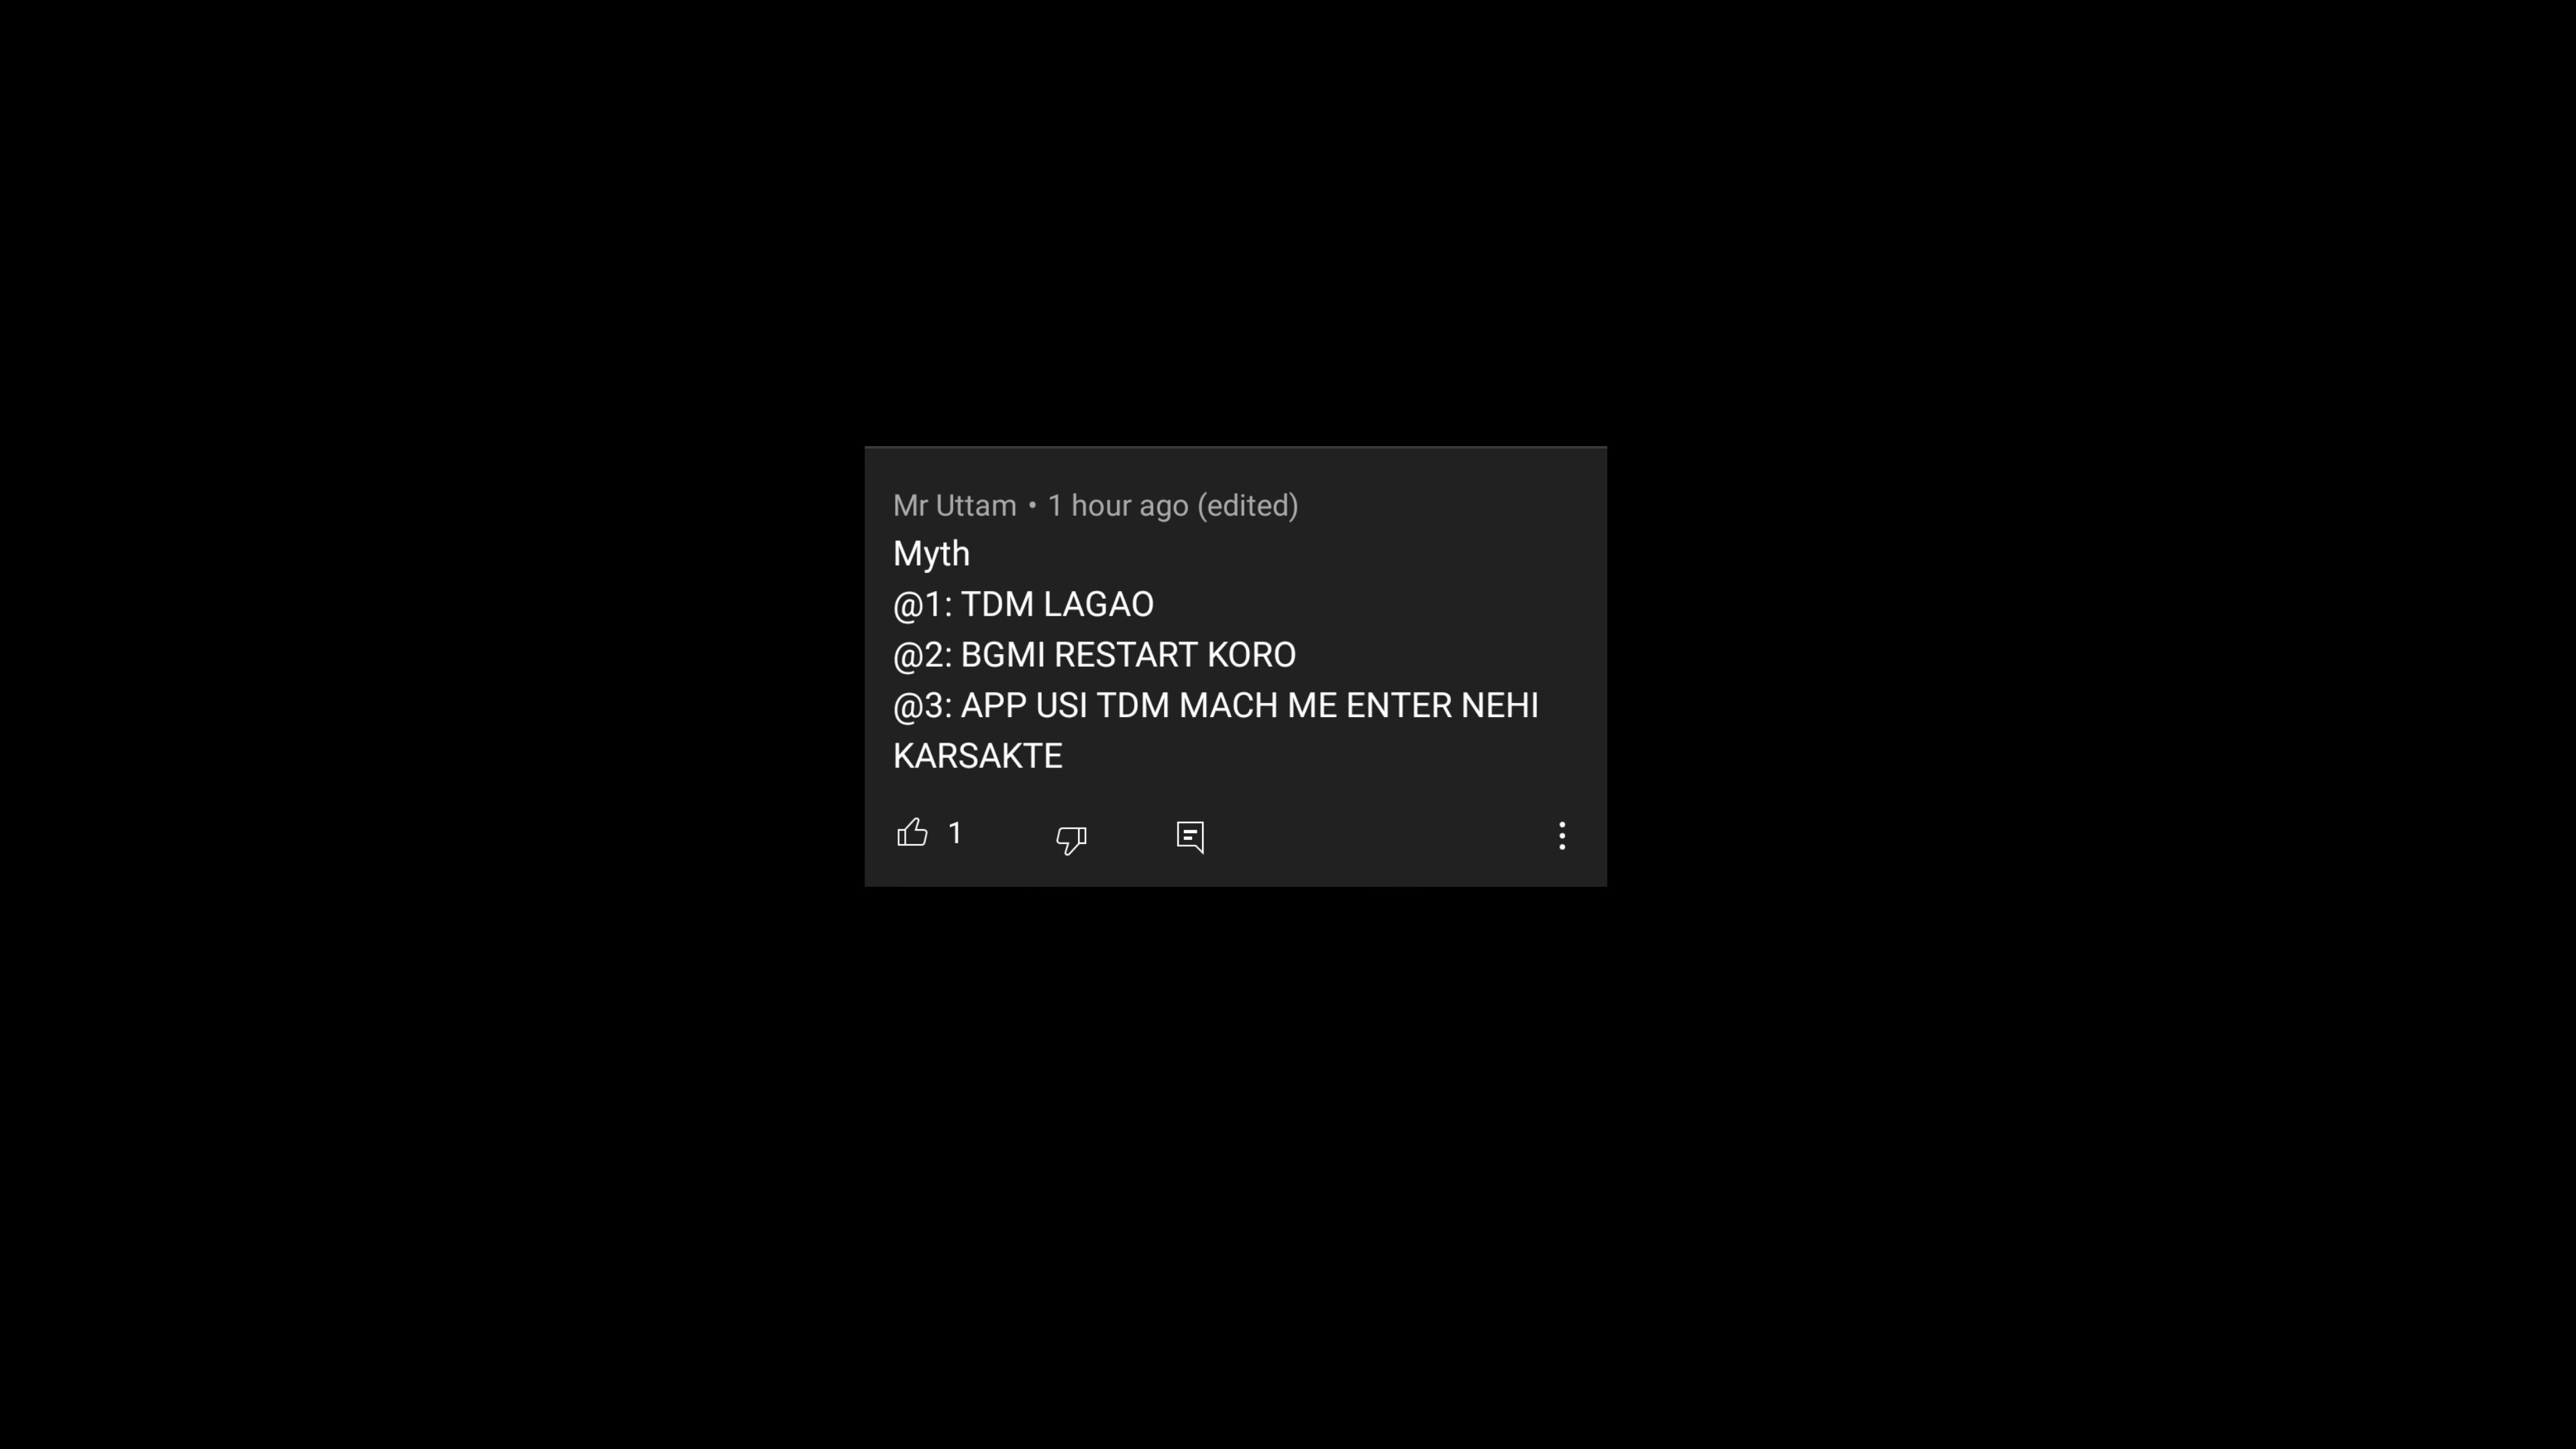 Mr Uttam • 1 hour ago (edited)
Myth
@1: TDM LAGAO
@2: BGMI RESTART KORO
@3: APP USI TDM MACH ME ENTER NEHI
KARSAKTE
1